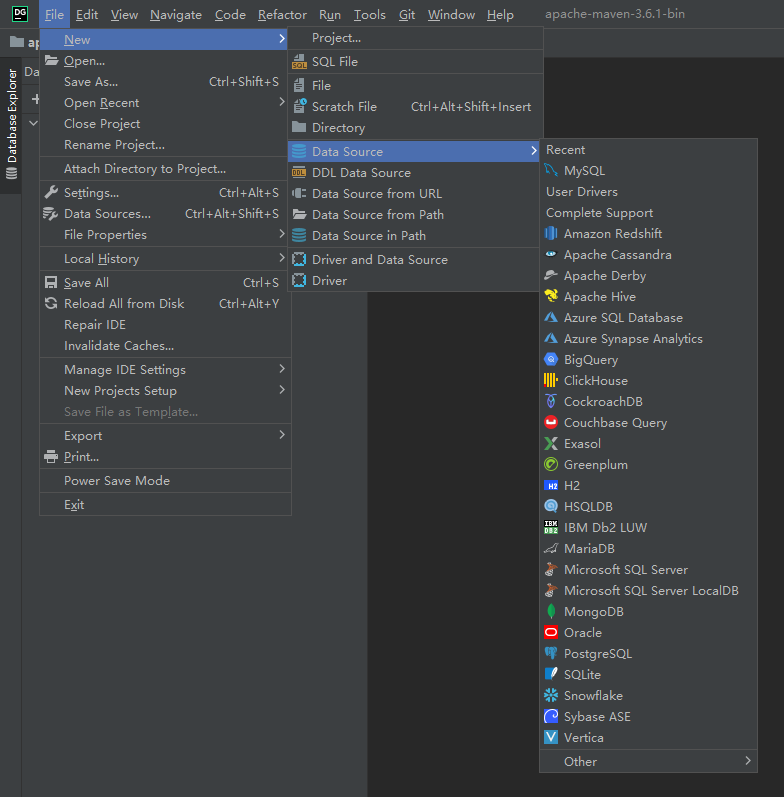 DG File Edit View Navigate Code Refactor Run Tools Git Window Help apache-maven-3.6.1-bin
ap
Database Explorer
Da
New
Open...
Save As... Ctrl+Shift+S
Open Recent
Close Project
Rename Project...
Attach Directory to Project...
Settings... Ctrl+Alt+S
Data Sources... Ctrl+Alt+Shift+S
File Properties
Local History
Save All Ctrl+S
Reload All from Disk Ctrl+Alt+Y
Repair IDE
Invalidate Caches...
Manage IDE Settings
New Projects Setup
Save File as Template...
Export
Print...
Power Save Mode
Exit
Project...
SQL File
File
Scratch File Ctrl+Alt+Shift+Insert
Directory
Data Source
DDL Data Source
Data Source from URL
Data Source from Path
Data Source in Path
Driver and Data Source
Driver
Recent
MySQL
User Drivers
Complete Support
Amazon Redshift
Apache Cassandra
Apache Derby
Apache Hive
Azure SQL Database
Azure Synapse Analytics
BigQuery
ClickHouse
CockroachDB
Couchbase Query
Exasol
Greenplum
H2
HSQLDB
IBM Db2 LUW
MariaDB
Microsoft SQL Server
Microsoft SQL Server LocalDB
MongoDB
Oracle
PostgreSQL
SQLite
Snowflake
Sybase ASE
Vertica
Other